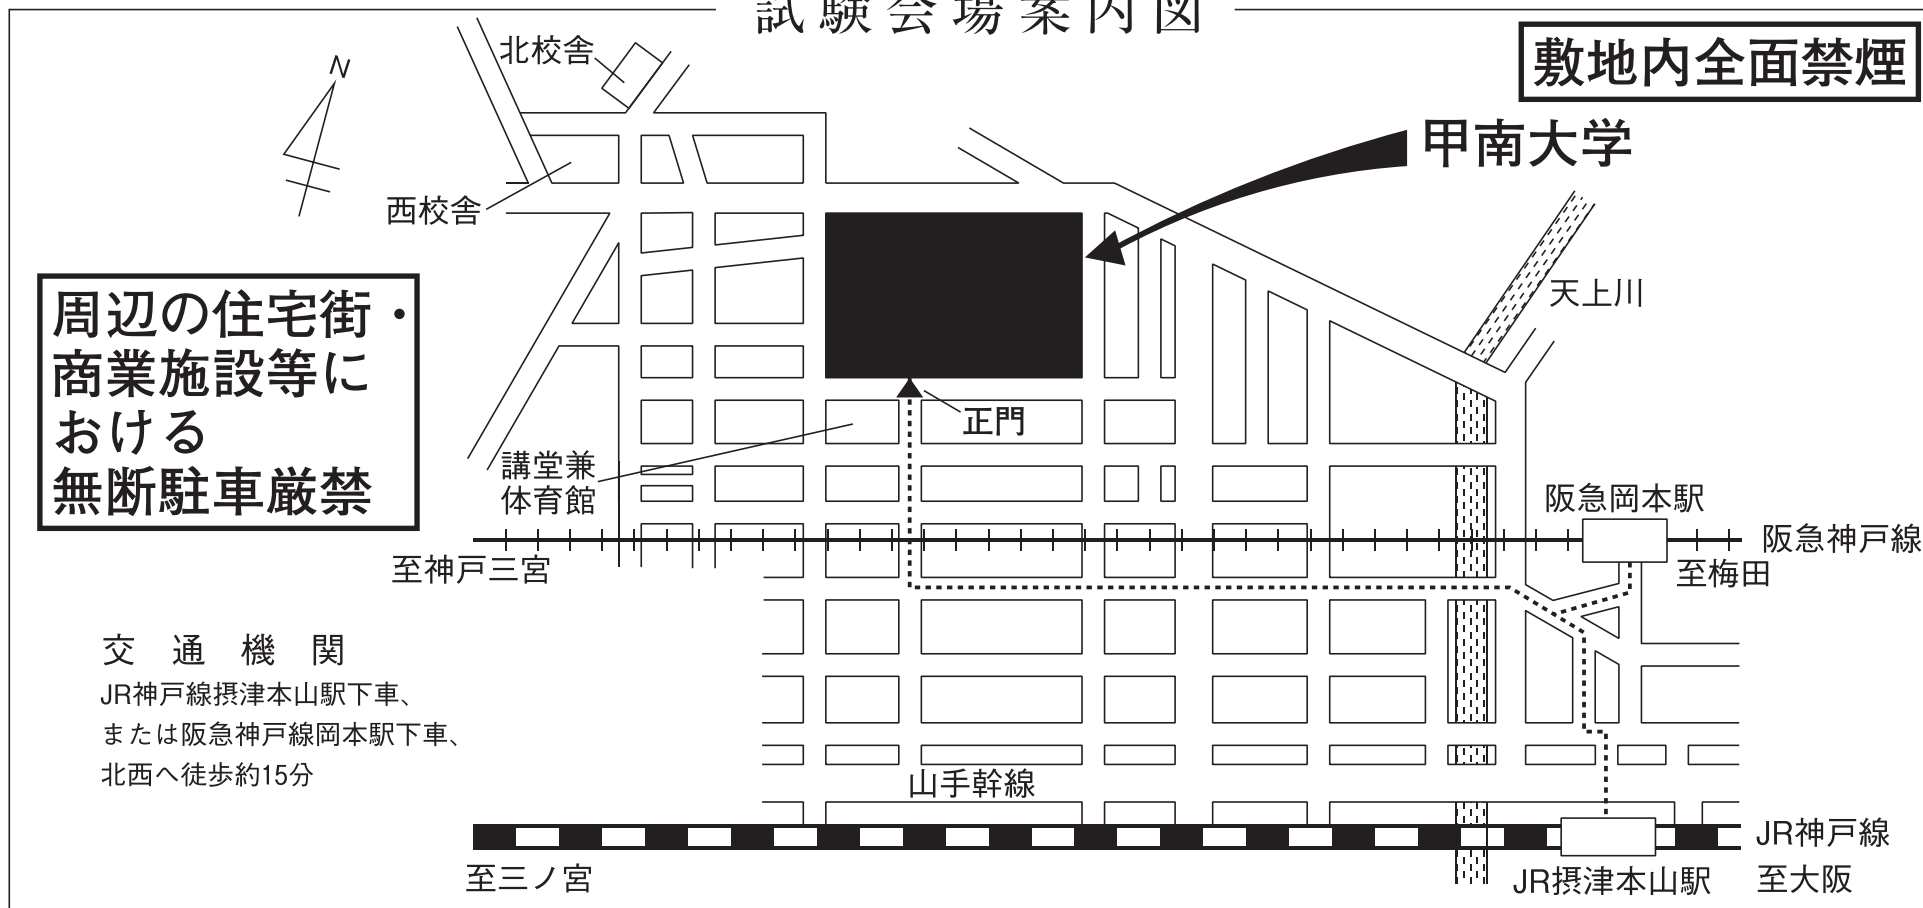 試験会場案内図
敷地内全面禁煙
北校舎
N
甲南大学
西校舎
天上川
周辺の住宅街・
商業施設等に
おける
無断駐車厳禁
正門
講堂兼
体育館
阪急岡本駅
阪急神戸線
至神戸三宮
至梅田
交通機関
JR神戸線摂津本山駅下車、
または阪急神戸線岡本駅下車、
北西へ徒歩約15分
山手幹線
JR神戸線
至三ノ宮
JR摂津本山駅
至大阪